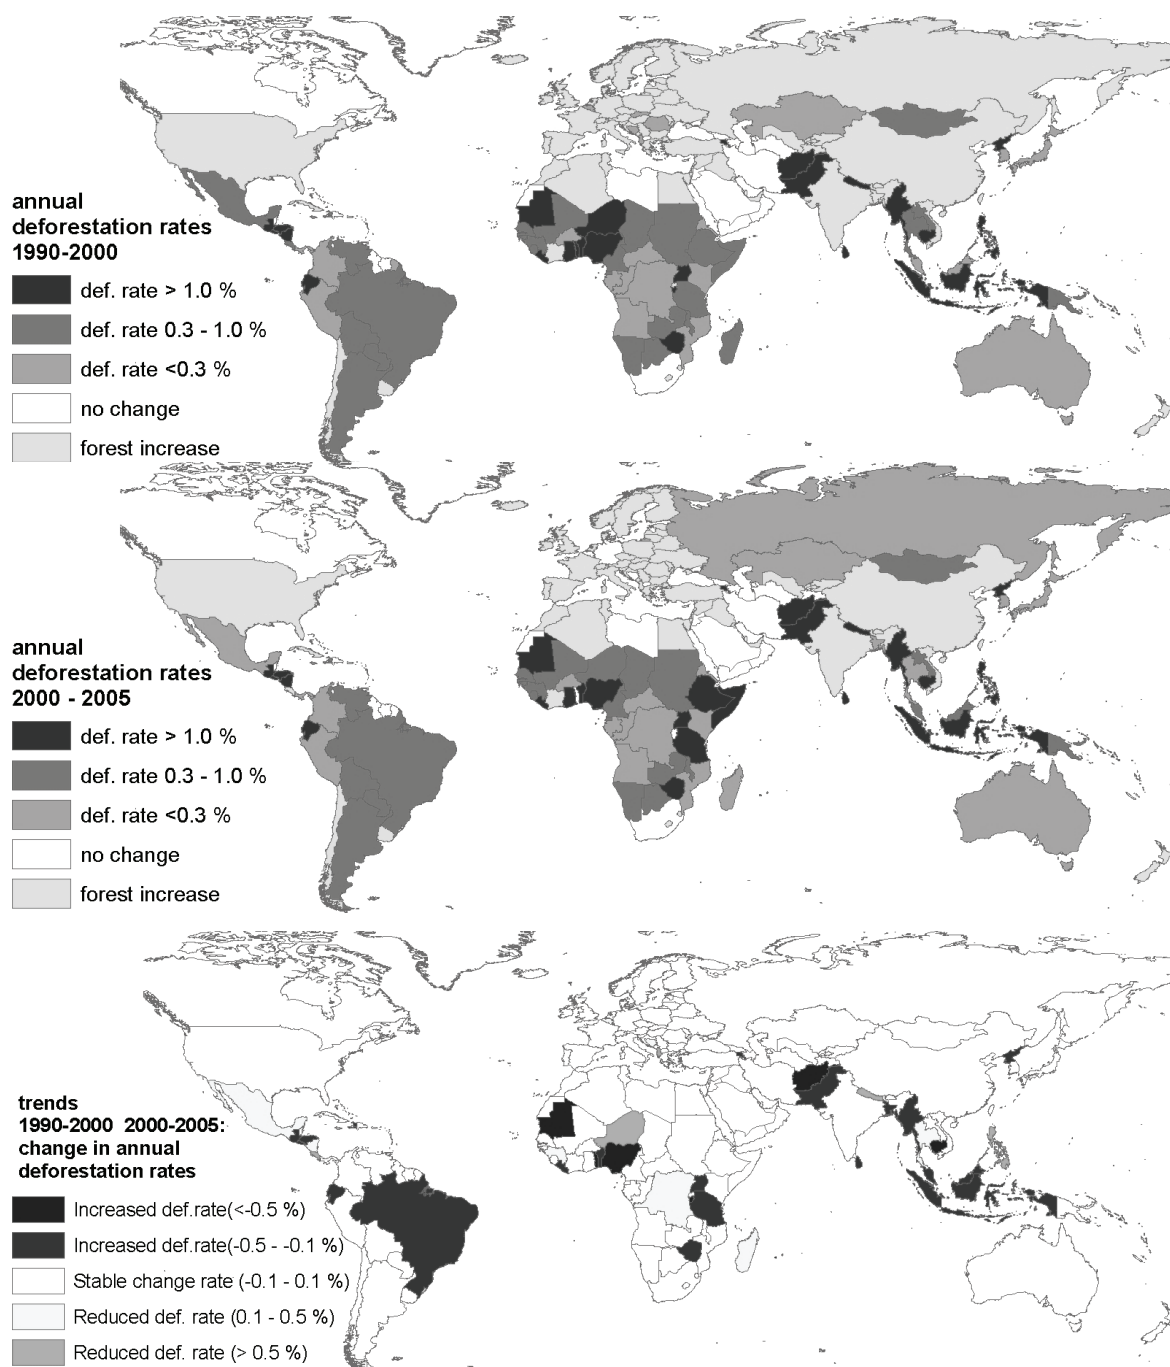 annual
deforestation rates
1990-2000
def. rate > 1.0 %
def. rate 0.3 - 1.0 %
def. rate <0.3 %
no change
forest increase
annual
deforestation rates
2000 - 2005
def. rate > 1.0 %
def. rate 0.3 - 1.0 %
def. rate <0.3 %
no change
forest increase
trends
1990-2000 2000-2005:
change in annual
deforestation rates
Increased def.rate(<-0.5 %)
Increased def.rate(-0.5 - -0.1 %)
Stable change rate (-0.1 - 0.1 %)
Reduced def. rate (0.1 - 0.5 %)
Reduced def. rate (> 0.5 %)